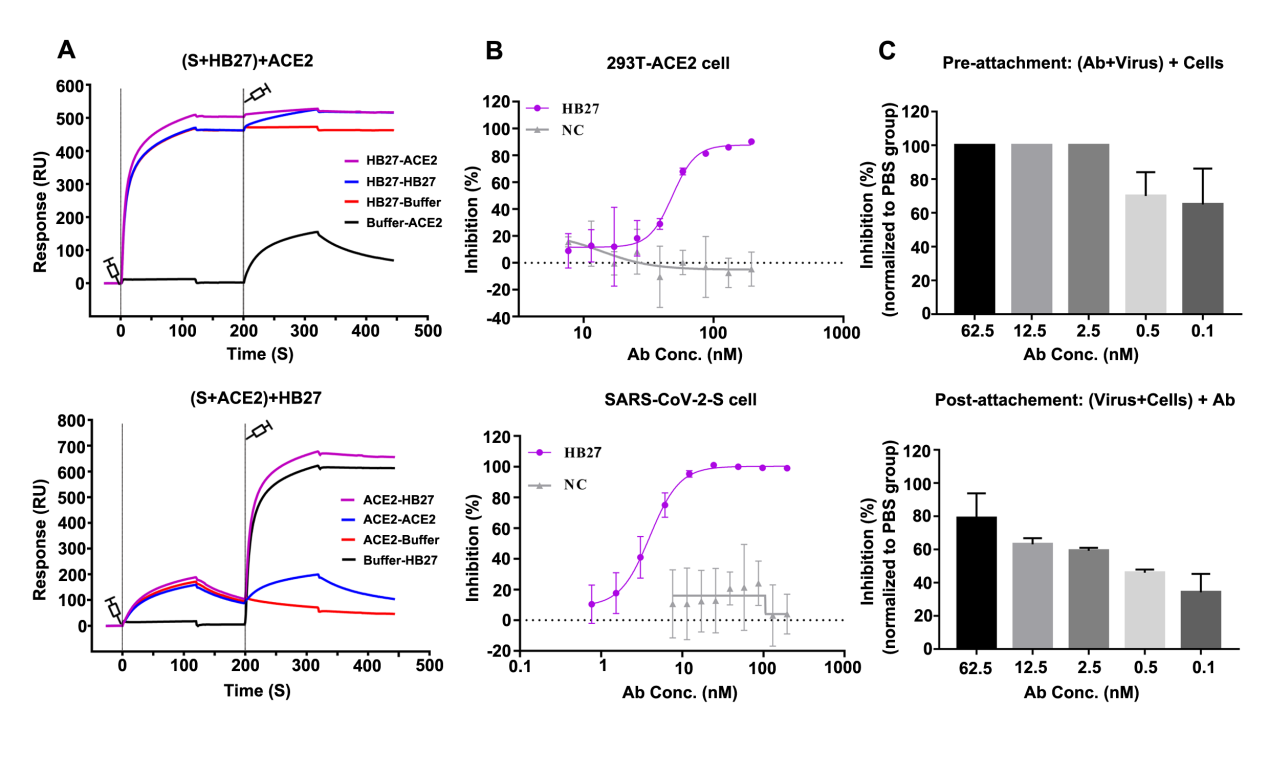 A
(S+HB27)+ACE2
600
500
400
300
200
100
0
Response (RU)
HB27-ACE2
HB27-HB27
HB27-Buffer
Buffer-ACE2
0 100 200 300 400 500
Time (S)
(S+ACE2)+HB27
800
700
600
500
400
300
200
100
0
Response (RU)
ACE2-HB27
ACE2-ACE2
ACE2-Buffer
Buffer-HB27
0 100 200 300 400 500
Time (S)
B
293T-ACE2 cell
120
100
80
60
40
20
0
-20
-40
Inhibition (%)
HB27
NC
10 100 1000
Ab Conc. (nM)
SARS-CoV-2-S cell
120
100
80
60
40
20
0
-20
Inhibition (%)
HB27
NC
0.1 1 10 100 1000
Ab Conc. (nM)
C
Pre-attachment: (Ab+Virus) + Cells
120
100
80
60
40
20
0
Inhibition (%)
(normalized to PBS group)
62.5 12.5 2.5 0.5 0.1
Ab Conc. (nM)
Post-attachement: (Virus+Cells) + Ab
120
100
80
60
40
20
0
Inhibition (%)
(normalized to PBS group)
62.5 12.5 2.5 0.5 0.1
Ab Conc. (nM)